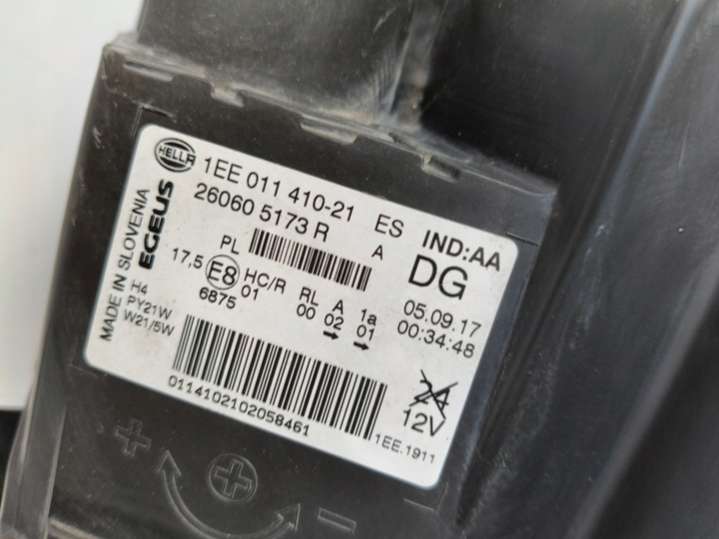 HELLA
1EE 011 410-21 ES IND:AA
26060 5173 R A DG
MADE IN SLOVENIA
EGEUS
PL
17,5 E8 HC/R RL A 1a
6875 01 00 02 01
05.09.17
00:34:48
H4
PY21W
W21/5W
24
12V
0114102102058461
1EE.1911